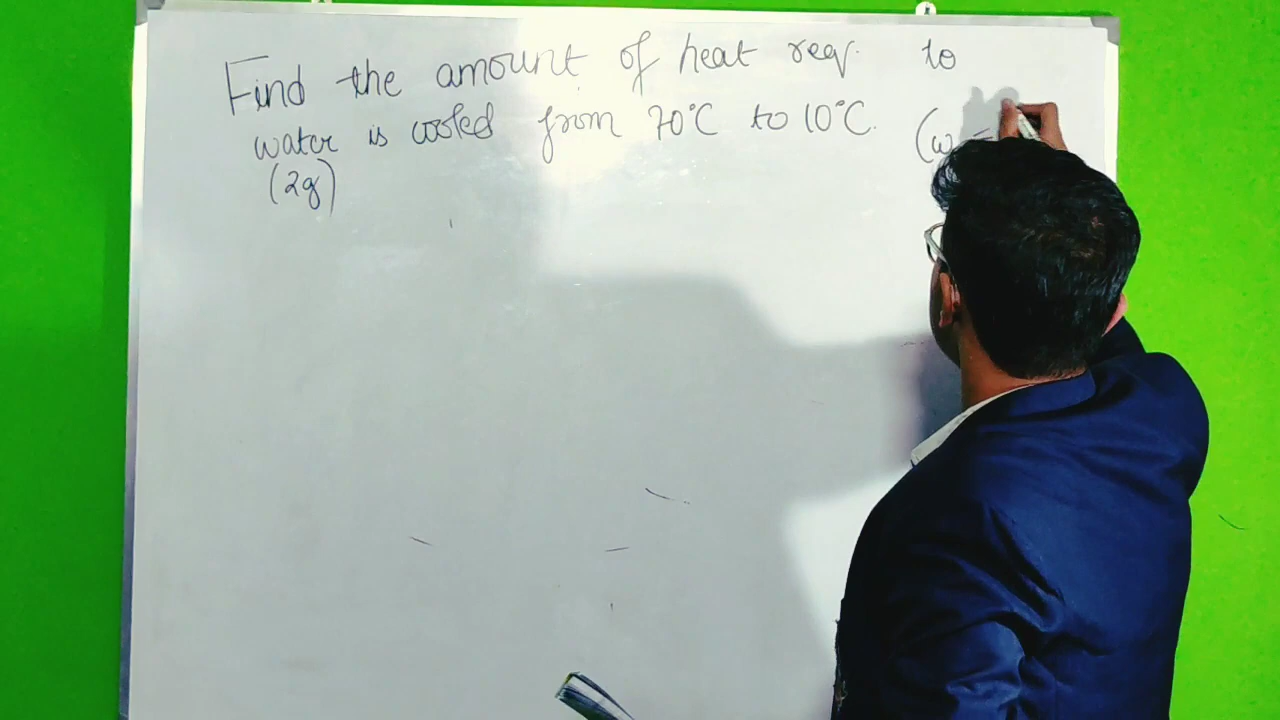 Find the amount of heat req. to
water is cooled from 70°C to 10°C. (w =
(2g)